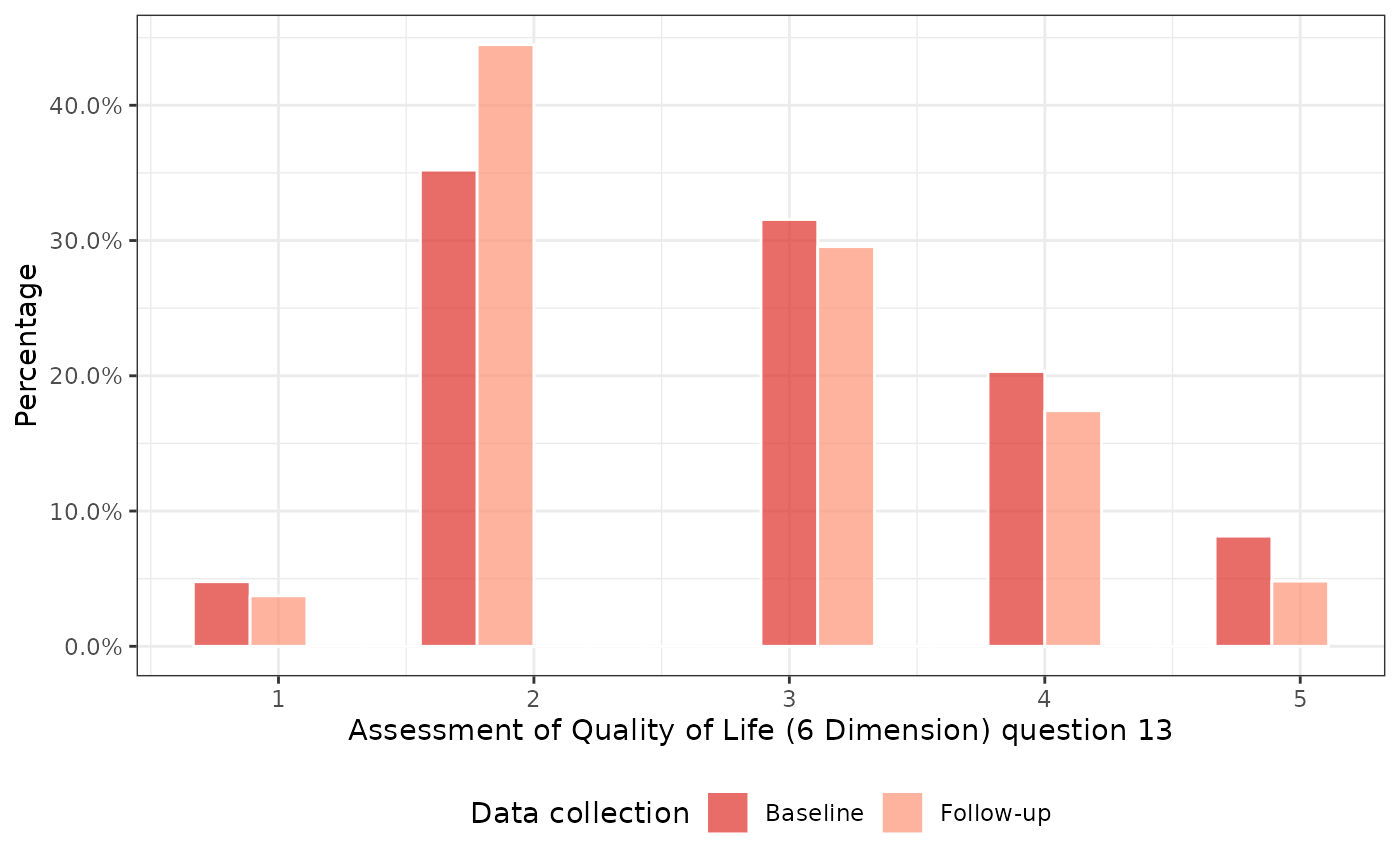 Percentage
40.0%
30.0%
20.0%
10.0%
0.0%
1 2 3 4 5
Assessment of Quality of Life (6 Dimension) question 13
Data collection Baseline Follow-up